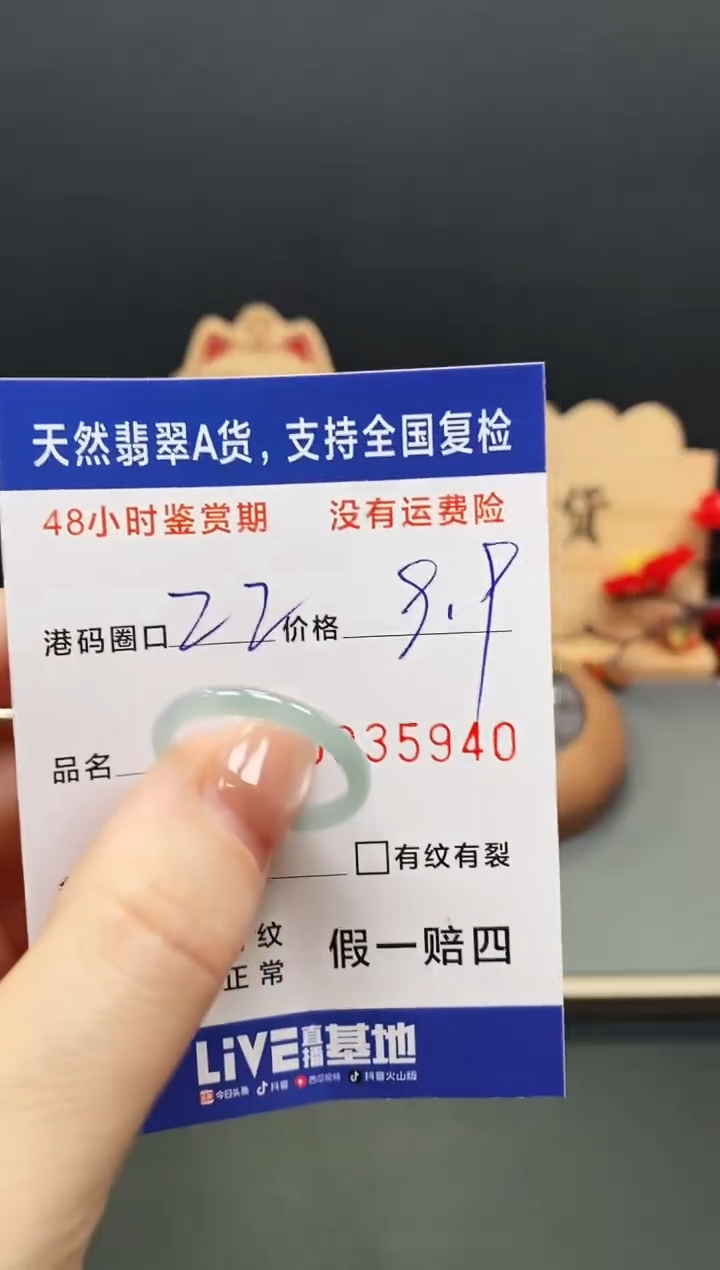 天然翡翠A货，支持全国复检
48小时鉴赏期 没有运费险
港码圈口 22 价格 9.9
品名 35940
有纹有裂
纹 假一赔四
正常
LiVE直播基地
今日头条 抖音 西瓜视频 抖音火山版
货